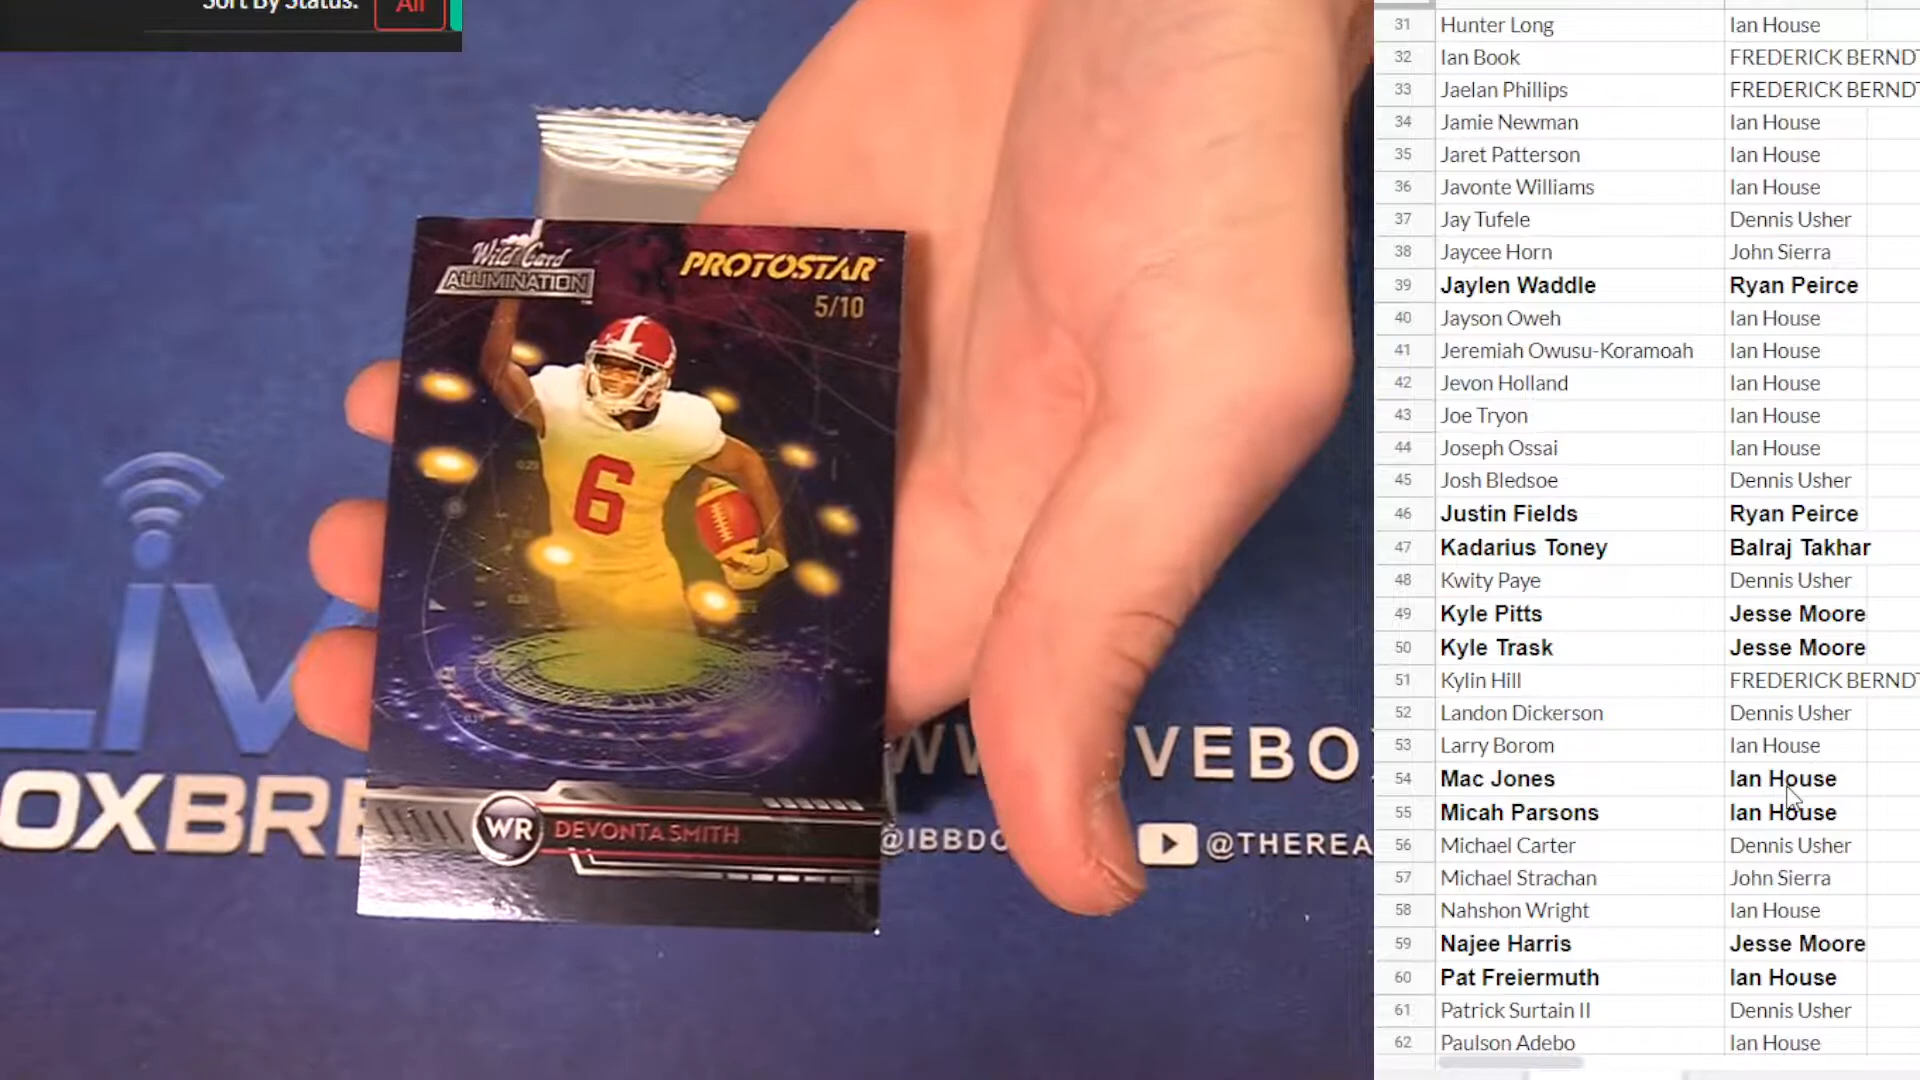 Sort By Status:
All
Wild Card
ALUMINATION
PROTOSTAR
5/10
6
WR
DEVONTA SMITH
LIV
OXBRE
VEBO
@IBBDO
@THEREA
31 Hunter Long Ian House
32 Ian Book FREDERICK BERNDT
33 Jaelan Phillips FREDERICK BERNDT
34 Jamie Newman Ian House
35 Jaret Patterson Ian House
36 Javonte Williams Ian House
37 Jay Tufele Dennis Usher
38 Jaycee Horn John Sierra
39 Jaylen Waddle Ryan Peirce
40 Jayson Oweh Ian House
41 Jeremiah Owusu-Koramoah Ian House
42 Jevon Holland Ian House
43 Joe Tryon Ian House
44 Joseph Ossai Ian House
45 Josh Bledsoe Dennis Usher
46 Justin Fields Ryan Peirce
47 Kadarius Toney Balraj Takhar
48 Kwity Paye Dennis Usher
49 Kyle Pitts Jesse Moore
50 Kyle Trask Jesse Moore
51 Kylin Hill FREDERICK BERNDT
52 Landon Dickerson Dennis Usher
53 Larry Borom Ian House
54 Mac Jones Ian House
55 Micah Parsons Ian House
56 Michael Carter Dennis Usher
57 Michael Strachan John Sierra
58 Nahshon Wright Ian House
59 Najee Harris Jesse Moore
60 Pat Freiermuth Ian House
61 Patrick Surtain II Dennis Usher
62 Paulson Adebo Ian House